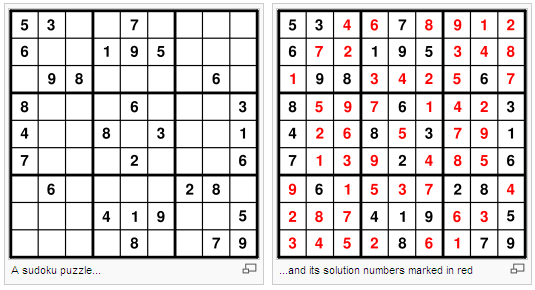 5 3 7
6 1 9 5
9 8 6
8 6 3
4 8 3 1
7 2 6
6 2 8
4 1 9 5
8 7 9
A sudoku puzzle...
5 3 4 6 7 8 9 1 2
6 7 2 1 9 5 3 4 8
1 9 8 3 4 2 5 6 7
8 5 9 7 6 1 4 2 3
4 2 6 8 5 3 7 9 1
7 1 3 9 2 4 8 5 6
9 6 1 5 3 7 2 8 4
2 8 7 4 1 9 6 3 5
3 4 5 2 8 6 1 7 9
...and its solution numbers marked in red